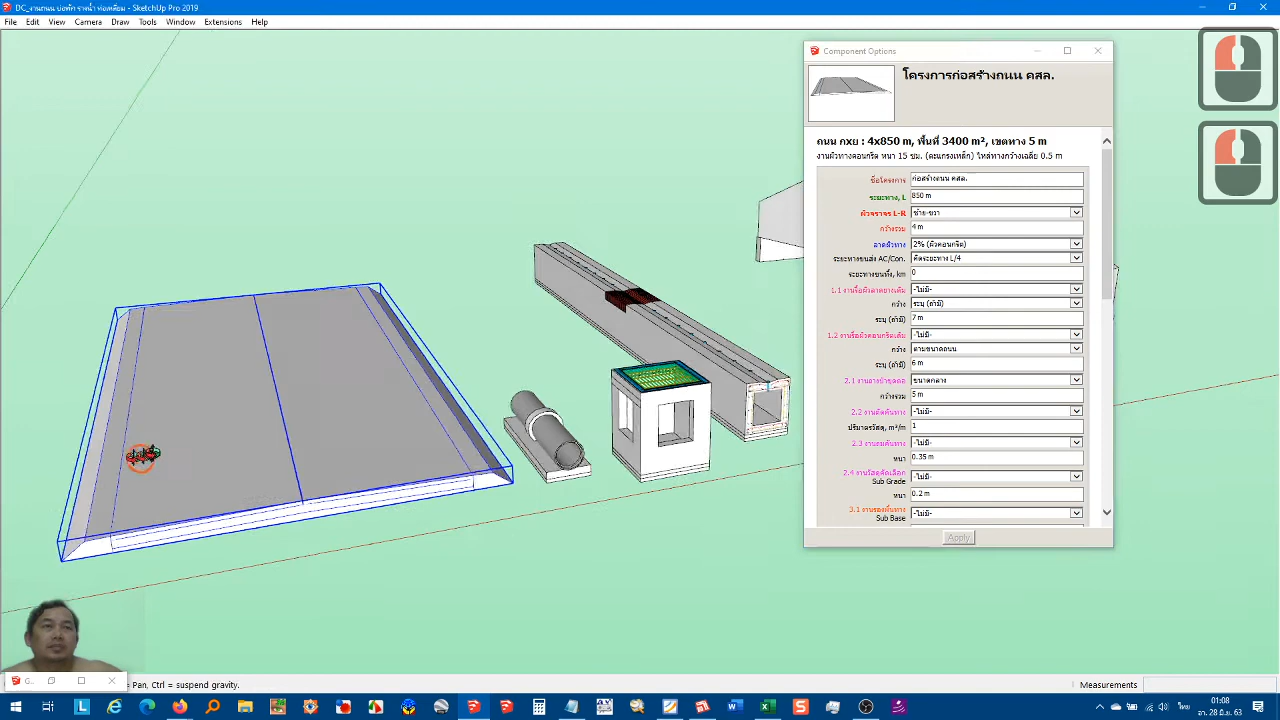 DC_งานถนน บ่อพัก รางน้ำ ท่อเหลี่ยม - SketchUp Pro 2019
File Edit View Camera Draw Tools Window Extensions Help
Component Options
โครงการก่อสร้างถนน คสล.
ถนน กxย : 4x850 m, พื้นที่ 3400 m², เขตทาง 5 m
งานผิวทางคอนกรีต หนา 15 ซม. (ตะแกรงเหล็ก) ไหล่ทางกว้างเฉลี่ย 0.5 m
ชื่อโครงการ ก่อสร้างถนน คสล.
ระยะทาง, L 850 m
ผิวจราจร L-R ซ้าย-ขวา
กว้างรวม 4 m
ลาดผิวทาง 2% (ผิวคอนกรีต)
ระยะทางขนส่ง AC/Con. คิดระยะทาง L/4
ระยะทางขนทิ้ง, km 0
1.1 งานรื้อผิวลาดยางเดิม -ไม่มี-
กว้าง ระบุ (ถ้ามี)
ระบุ (ถ้ามี) 7 m
1.2 งานรื้อผิวคอนกรีตเดิม -ไม่มี-
กว้าง ตามขนาดถนน
ระบุ (ถ้ามี) 6 m
2.1 งานถางป่าขุดตอ ขนาดกลาง
กว้างรวม 5 m
2.2 งานตัดคันทาง -ไม่มี-
ปริมาตรวัสดุ, m³/m 1
2.3 งานถมคันทาง -ไม่มี-
หนา 0.35 m
2.4 งานวัสดุคัดเลือก
Sub Grade -ไม่มี-
หนา 0.2 m
3.1 งานรองพื้นทาง
Sub Base -ไม่มี-
Apply
= Pan, Ctrl = suspend gravity.
Measurements
01:08
อา. 28 มิ.ย. 63